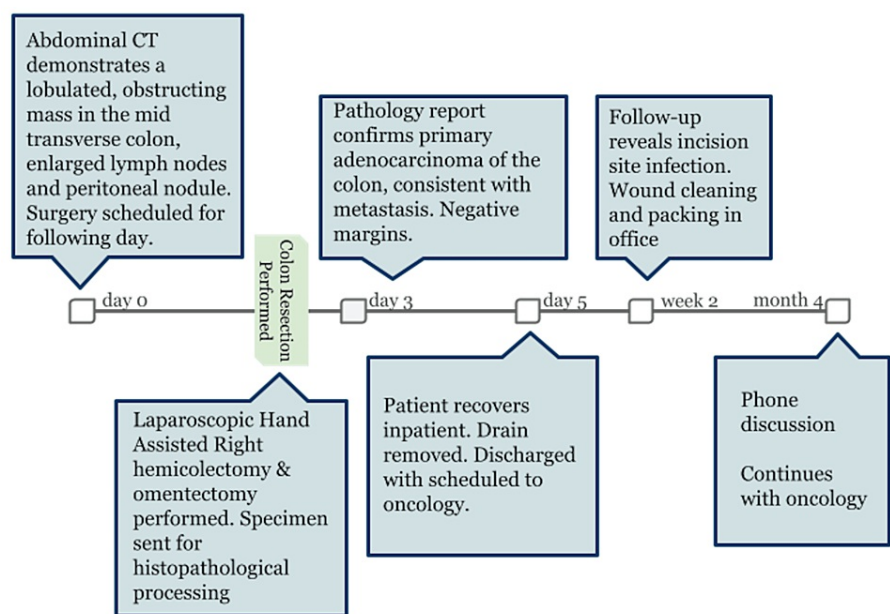 Abdominal CT
demonstrates a
lobulated, obstructing
mass in the mid
transverse colon,
enlarged lymph nodes
and peritoneal nodule.
Surgery scheduled for
following day.
Pathology report
confirms primary
adenocarcinoma of the
colon, consistent with
metastasis. Negative
margins.
Follow-up
reveals incision
site infection.
Wound cleaning
and packing in
office
day 0
Colon Resection
Performed
day 3
day 5
week 2
month 4
Laparoscopic Hand
Assisted Right
hemicolectomy &
omentectomy
performed. Specimen
sent for
histopathological
processing
Patient recovers
inpatient. Drain
removed. Discharged
with scheduled to
oncology.
Phone
discussion
Continues
with oncology